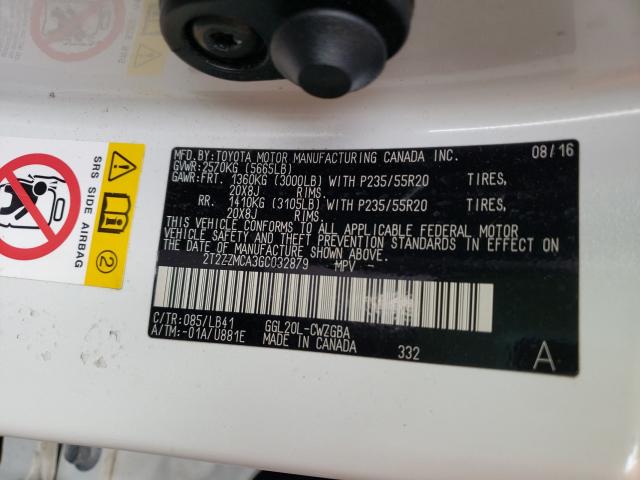 SRS SIDE AIRBAG
2
MFD.BY:TOYOTA MOTOR MANUFACTURING CANADA INC. 08/16
GVWR:2570KG (5665LB)
GAWR:FRT. 1360KG (3000LB) WITH P235/55R20 TIRES,
20X8J RIMS.
RR. 1410KG (3105LB) WITH P235/55R20 TIRES,
20X8J RIMS.
THIS VEHICLE CONFORMS TO ALL APPLICABLE FEDERAL MOTOR
VEHICLE SAFETY AND THEFT PREVENTION STANDARDS IN EFFECT ON
THE DATE OF MANUFACTURE SHOWN ABOVE.
2T2ZZMCA3GC032879 MPV -
C/TR:085/LB41 GGL20L-CWZGBA
A/TM:-01A/U881E MADE IN CANADA 332 A